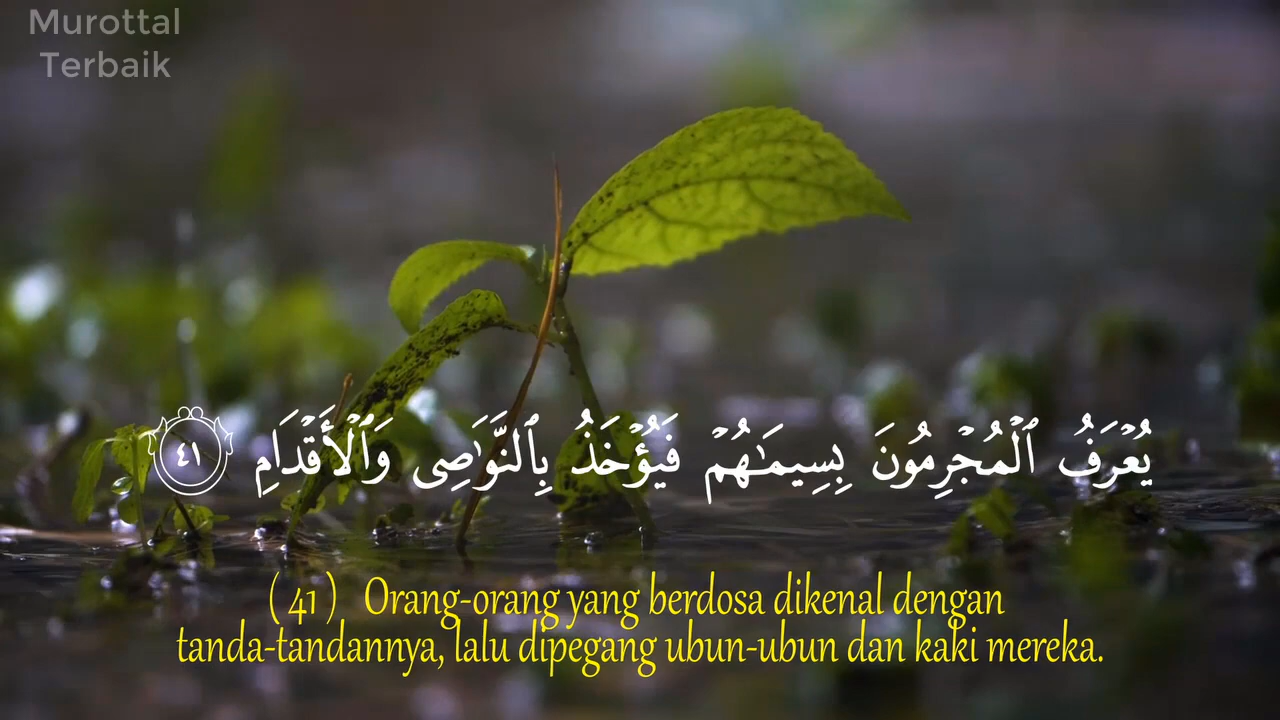 Murottal
Terbaik
يُعْرَفُ ٱلْمُجْرِمُونَ بِسِيمَـٰهُمْ فَيُؤْخَذُ بِٱلنَّوَٰصِى وَٱلْأَقْدَامِ ٤١
( 41 ) Orang-orang yang berdosa dikenal dengan
tanda-tandannya, lalu dipegang ubun-ubun dan kaki mereka.